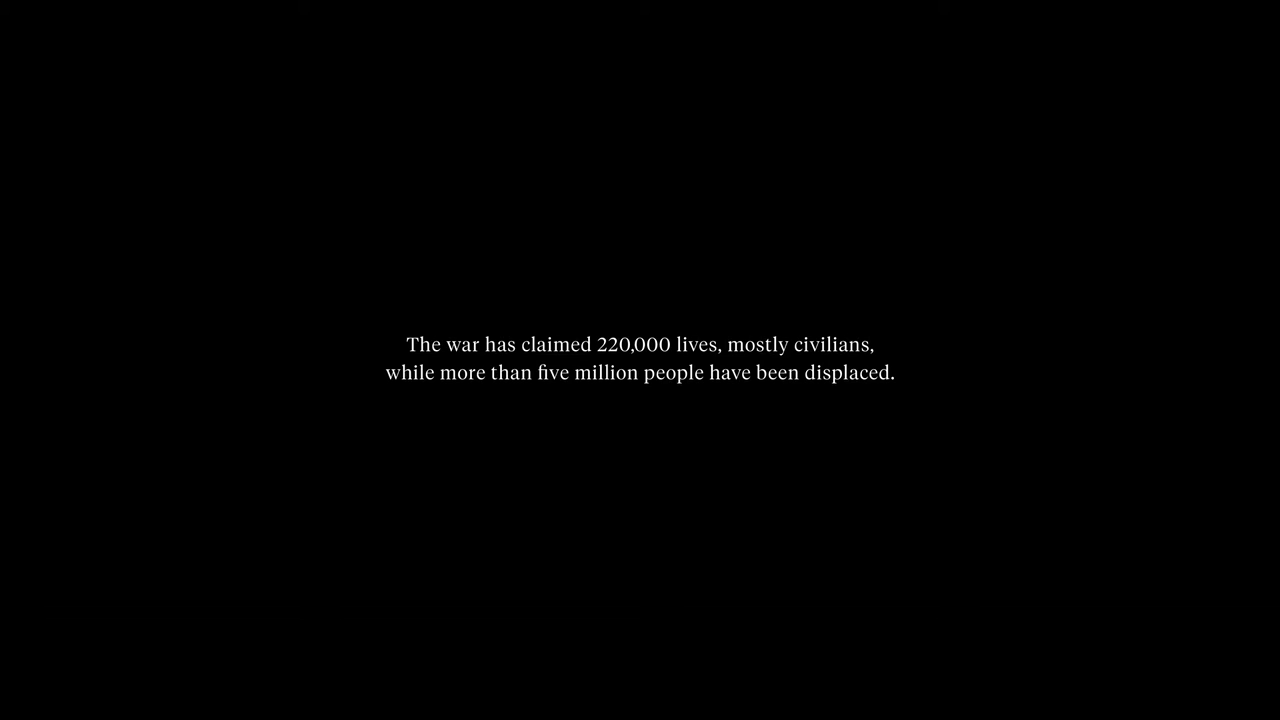 The war has claimed 220,000 lives, mostly civilians,
while more than five million people have been displaced.